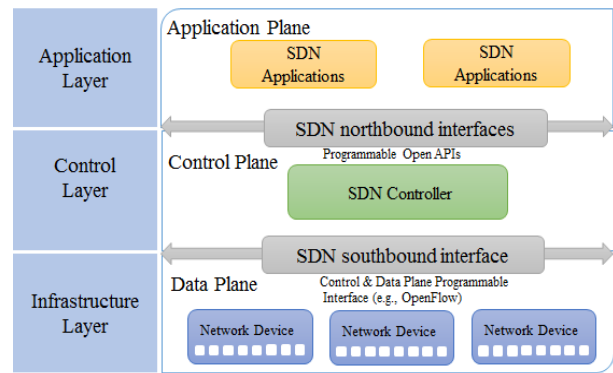 Application Plane
Application
Layer
SDN
Applications
SDN
Applications
SDN northbound interfaces
Programmable Open APIs
Control
Layer
Control Plane
SDN Controller
SDN southbound interface
Control & Data Plane Programmable
Interface (e.g., OpenFlow)
Data Plane
Infrastructure
Layer
Network Device
Network Device
Network Device